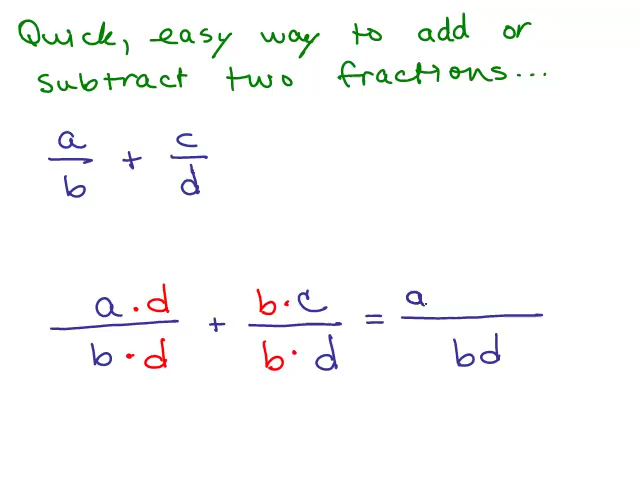 Quick, easy way to add or
subtract two fractions...
a/b + c/d
a·d/b·d + b·c/b·d = a/bd